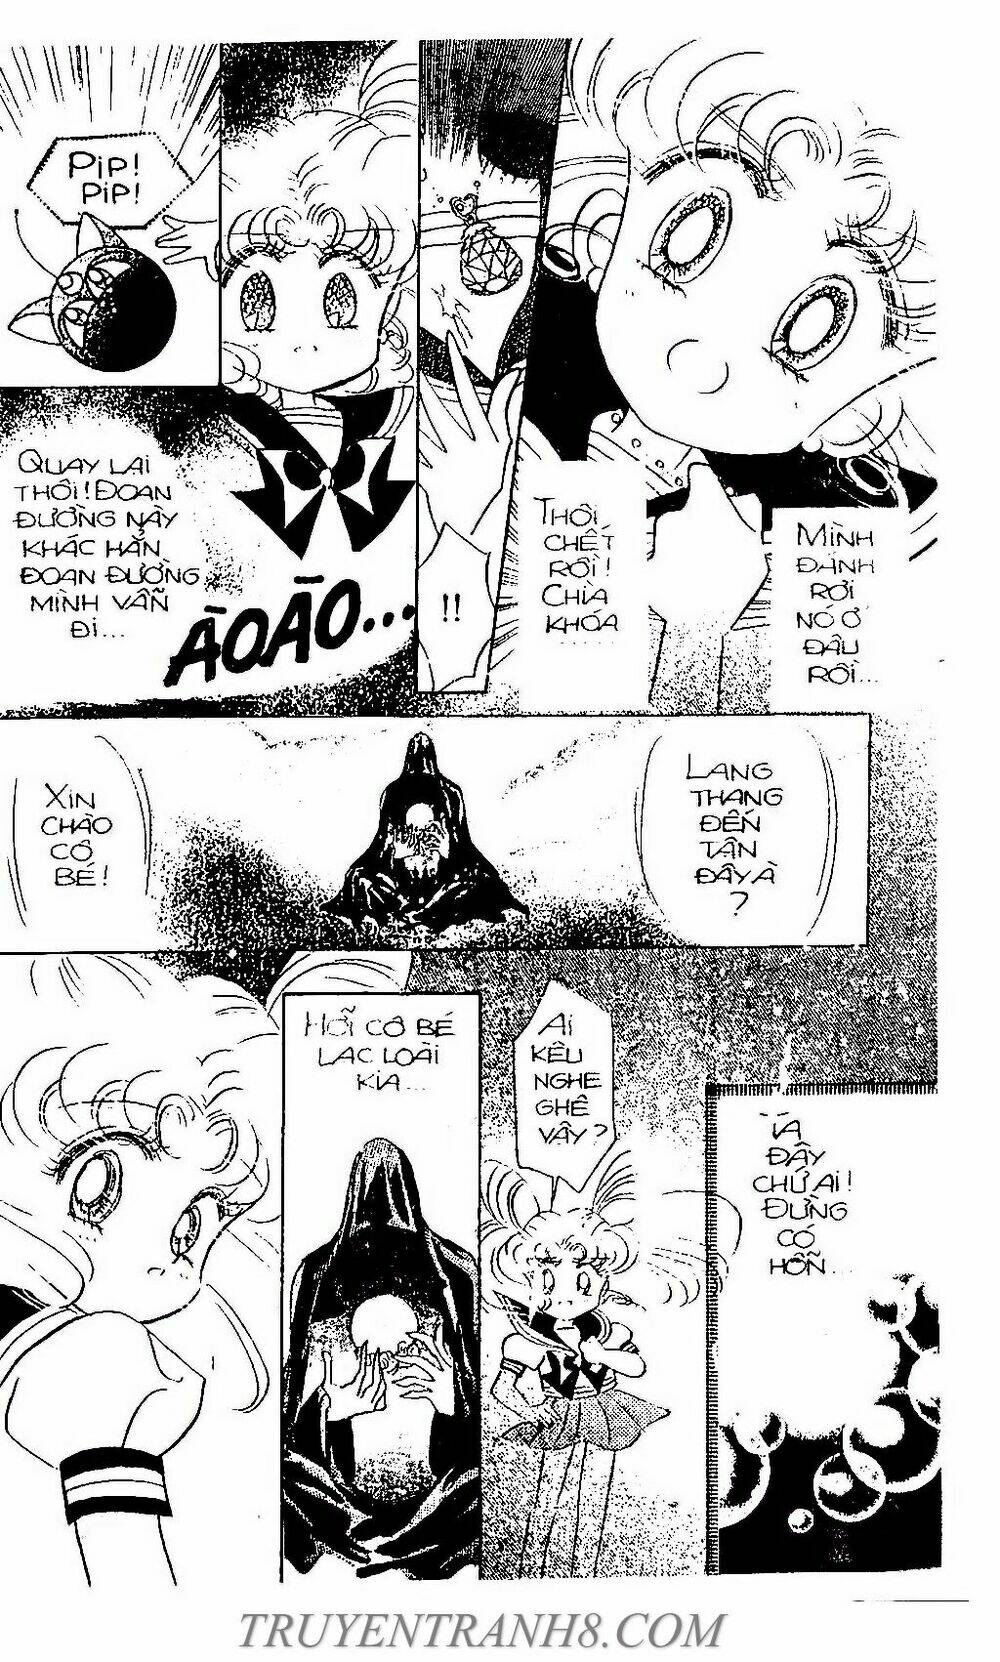 PIP!
PIP!
QUAY LẠI
THÔI! ĐOẠN
ĐƯỜNG NÀY
KHÁC HẲN
ĐOẠN ĐƯỜNG
MÌNH VẪN
ĐI...
ÀOÀO...
!!
THÔI
CHẾT
RỒI!
CHÌA
KHÓA
MÌNH
ĐÁNH
RƠI
NÓ Ở
ĐÂU
RỒI...
XIN
CHÀO
CÔ
BÉ!
LANG
THANG
ĐẾN
TẬN
ĐÂY À
?
HỠI CÔ BÉ
LẠC LOÀI
KIA...
AI
KÊU
NGHE
GHÊ
VẬY?
TA
ĐÂY
CHỨ AI!
ĐỪNG
CÓ
HỖN...
TRUYENTRANH8.COM